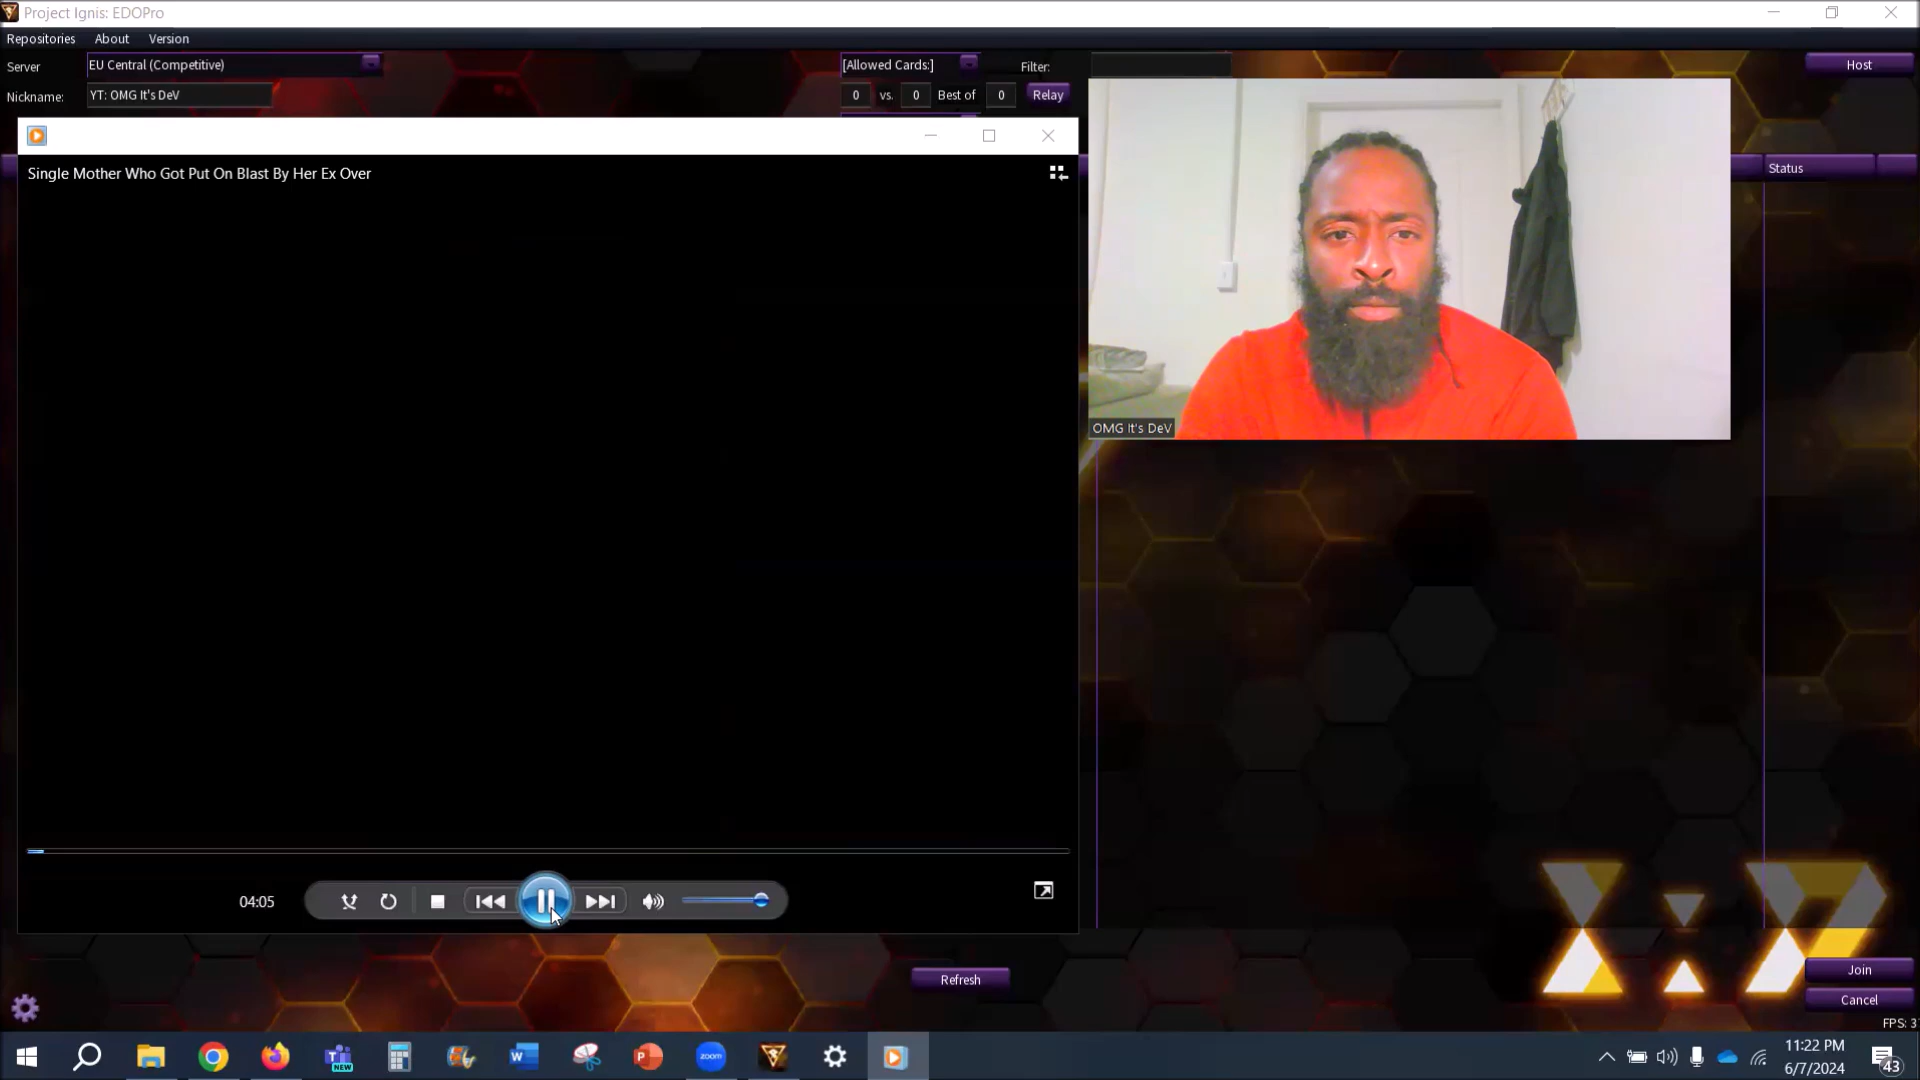 Project Ignis: EDOPro
Repositories About Version
Server EU Central (Competitive) [Allowed Cards:] Filter: Host
Nickname: YT: OMG It's DeV 0 vs. 0 Best of 0 Relay
Status
Single Mother Who Got Put On Blast By Her Ex Over
OMG It's DeV
04:05
Refresh
Join
Cancel
FPS: 3
NEW
W
P
zoom
11:22 PM
6/7/2024
43